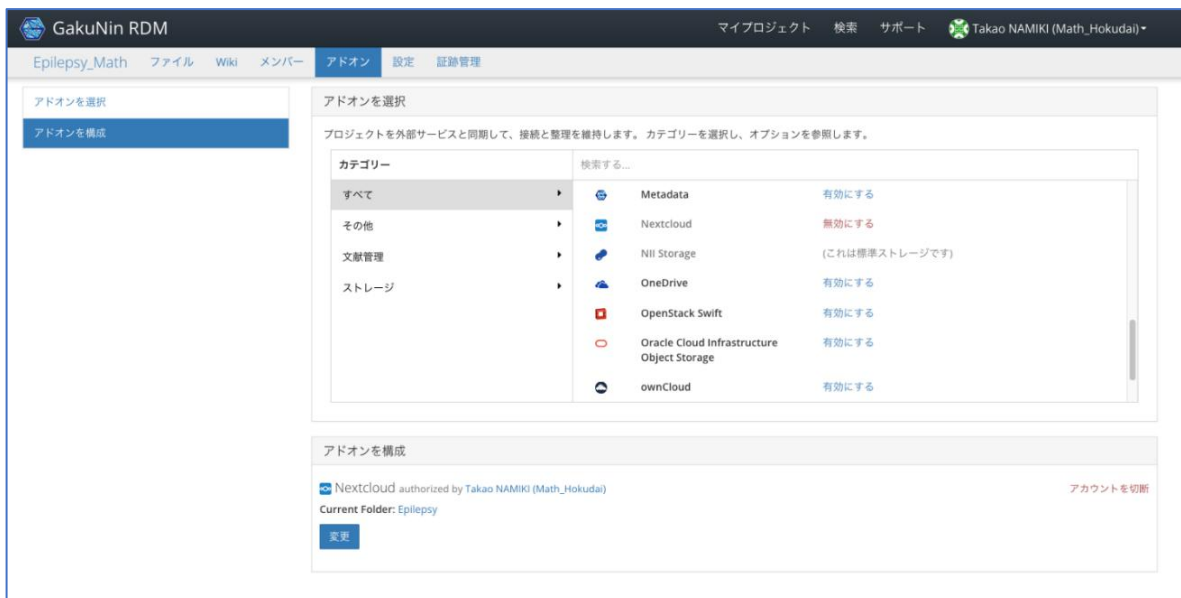 GakuNin RDM
マイプロジェクト 検索 サポート Takao NAMIKI (Math_Hokudai)
Epilepsy_Math ファイル Wiki メンバー アドオン 設定 証跡管理
アドオンを選択
アドオンを構成
アドオンを選択
プロジェクトを外部サービスと同期して、接続と整理を維持します。 カテゴリーを選択し、オプションを参照します。
カテゴリー
すべて
その他
文献管理
ストレージ
検索する...
Metadata 有効にする
Nextcloud 無効にする
NII Storage (これは標準ストレージです)
OneDrive 有効にする
OpenStack Swift 有効にする
Oracle Cloud Infrastructure 有効にする
Object Storage
ownCloud 有効にする
アドオンを構成
Nextcloud authorized by Takao NAMIKI (Math_Hokudai) アカウントを切断
Current Folder: Epilepsy
変更